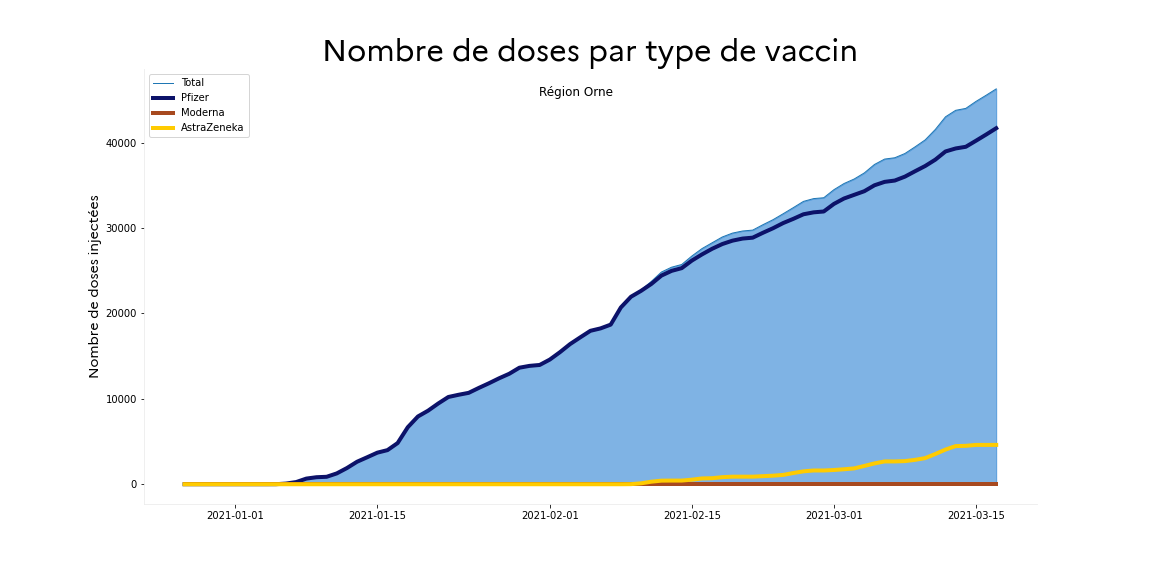 Nombre de doses par type de vaccin
Région Orne
Total
Pfizer
Moderna
AstraZeneka
Nombre de doses injectées
40000
30000
20000
10000
0
2021-01-01
2021-01-15
2021-02-01
2021-02-15
2021-03-01
2021-03-15